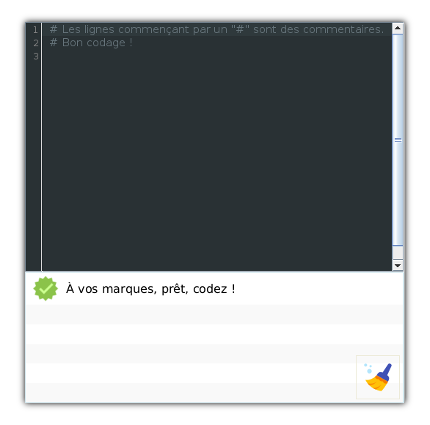 1 # Les lignes commençant par un "#" sont des commentaires.
2 # Bon codage !
3
À vos marques, prêt, codez !